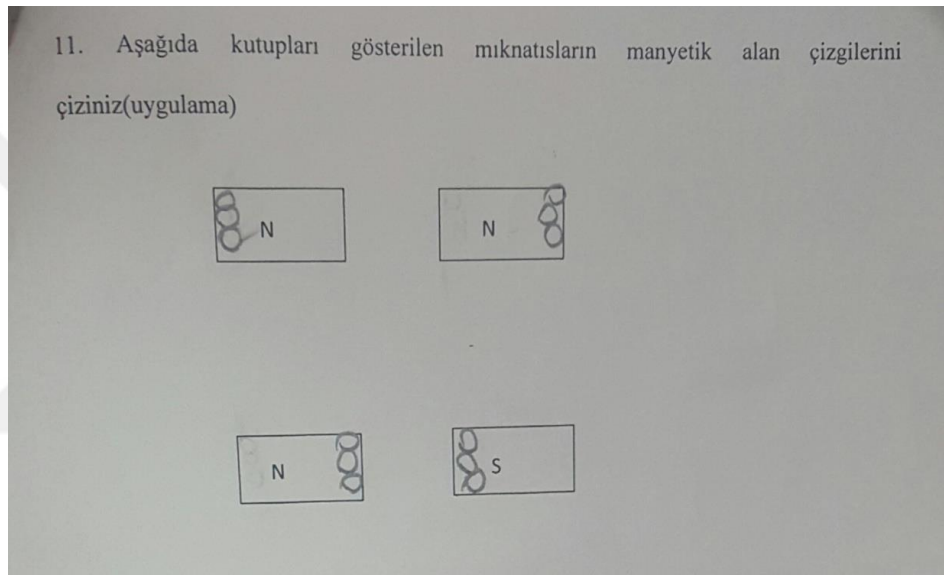 11. Aşağıda kutupları gösterilen mıknatısların manyetik alan çizgilerini
çiziniz(uygulama)
N
N
N
S